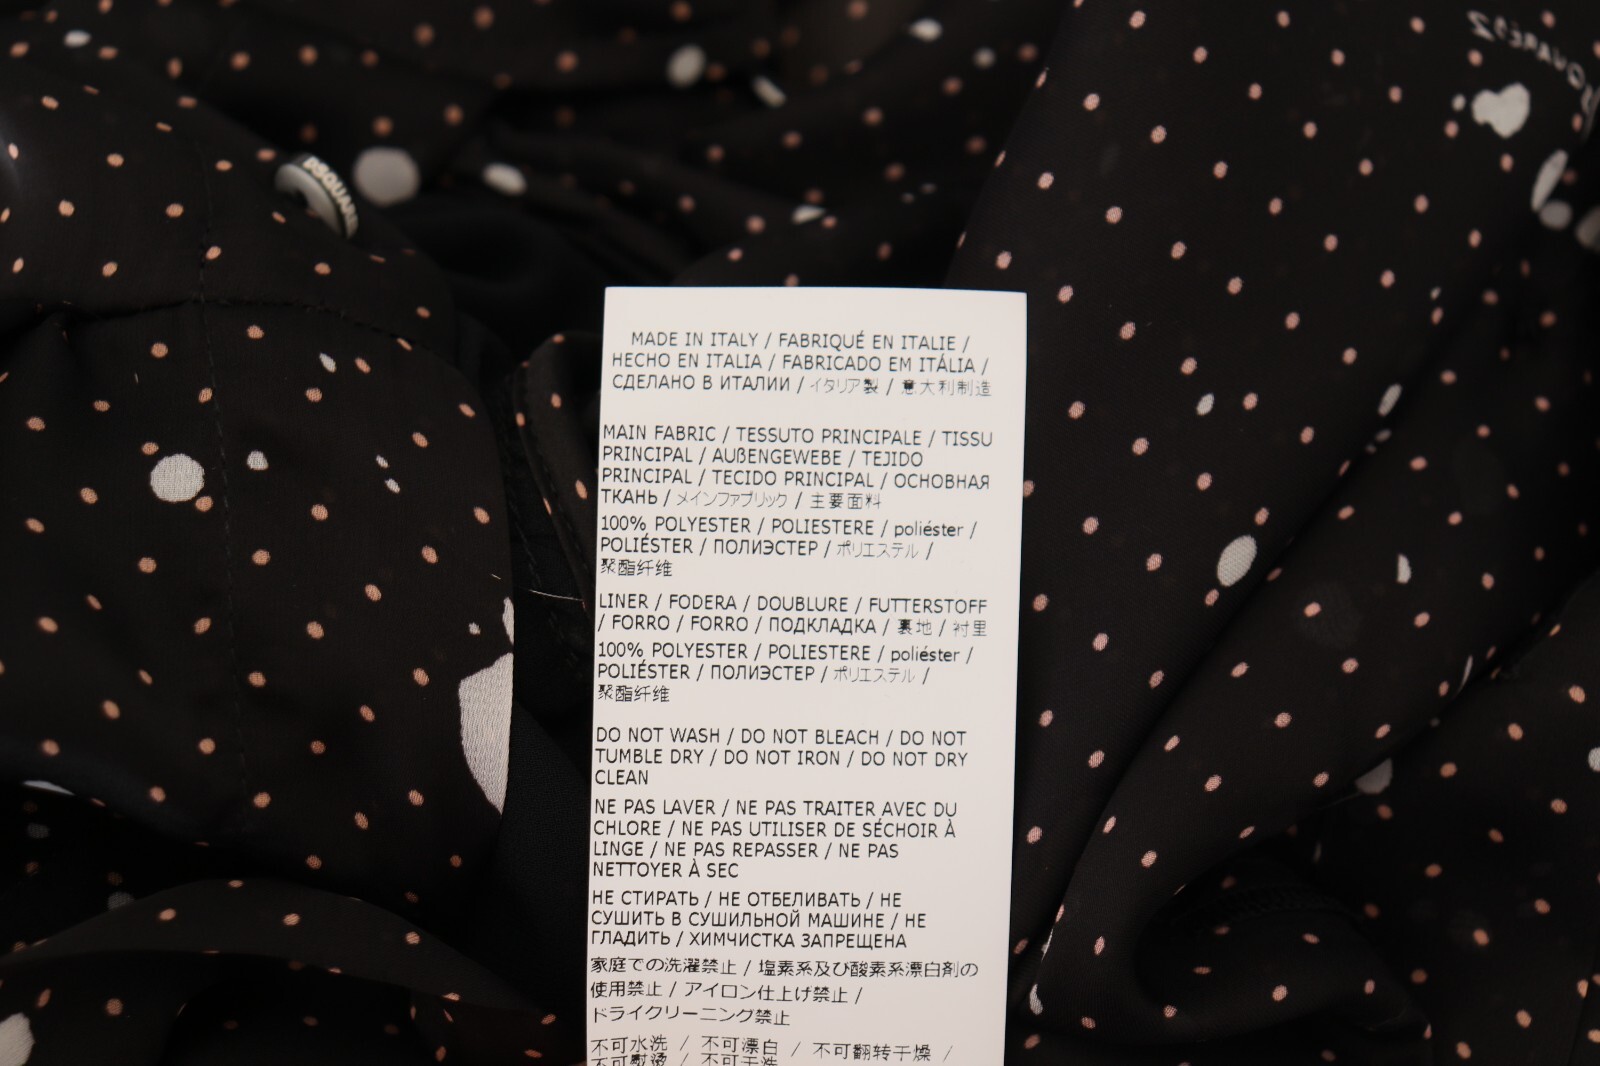 DSQUARED2
DSQUARED
MADE IN ITALY / FABRIQUÉ EN ITALIE /
HECHO EN ITALIA / FABRICADO EM ITÁLIA /
СДЕЛАНО В ИТАЛИИ / イタリア製 / 意大利制造
MAIN FABRIC / TESSUTO PRINCIPALE / TISSU
PRINCIPAL / AUßENGEWEBE / TEJIDO
PRINCIPAL / TECIDO PRINCIPAL / ОСНОВНАЯ
ТКАНЬ / メインファブリック / 主要面料
100% POLYESTER / POLIESTERE / poliéster /
POLIÉSTER / ПОЛИЭСТЕР / ポリエステル /
聚酯纤维
LINER / FODERA / DOUBLURE / FUTTERSTOFF
/ FORRO / FORRO / ПОДКЛАДКА / 裏地 / 衬里
100% POLYESTER / POLIESTERE / poliéster /
POLIÉSTER / ПОЛИЭСТЕР / ポリエステル /
聚酯纤维
DO NOT WASH / DO NOT BLEACH / DO NOT
TUMBLE DRY / DO NOT IRON / DO NOT DRY
CLEAN
NE PAS LAVER / NE PAS TRAITER AVEC DU
CHLORE / NE PAS UTILISER DE SÉCHOIR À
LINGE / NE PAS REPASSER / NE PAS
NETTOYER À SEC
НЕ СТИРАТЬ / НЕ ОТБЕЛИВАТЬ / НЕ
СУШИТЬ В СУШИЛЬНОЙ МАШИНЕ / НЕ
ГЛАДИТЬ / ХИМЧИСТКА ЗАПРЕЩЕНА
家庭での洗濯禁止 / 塩素系及び酸素系漂白剤の
使用禁止 / アイロン仕上げ禁止 /
ドライクリーニング禁止
不可水洗 / 不可漂白 / 不可翻转干燥 /
不可熨烫 / 不可干洗